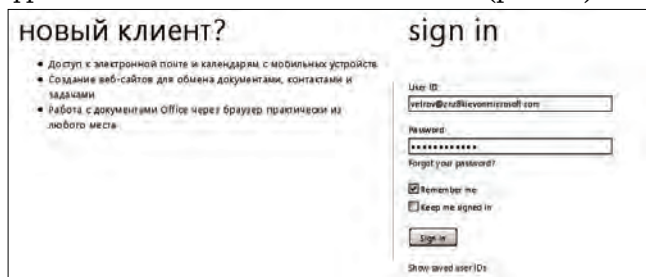 новый клиент?
• Доступ к электронной почте и календарям с мобильных устройств
• Создание веб-сайтов для обмена документами, контактами и
задачами
• Работа с документами Office через браузер практически из
любого места
sign in
User ID:
Password:
••••••••••••
Forgot your password?
Remember me
Keep me signed in
Sign in
Show saved user IDs